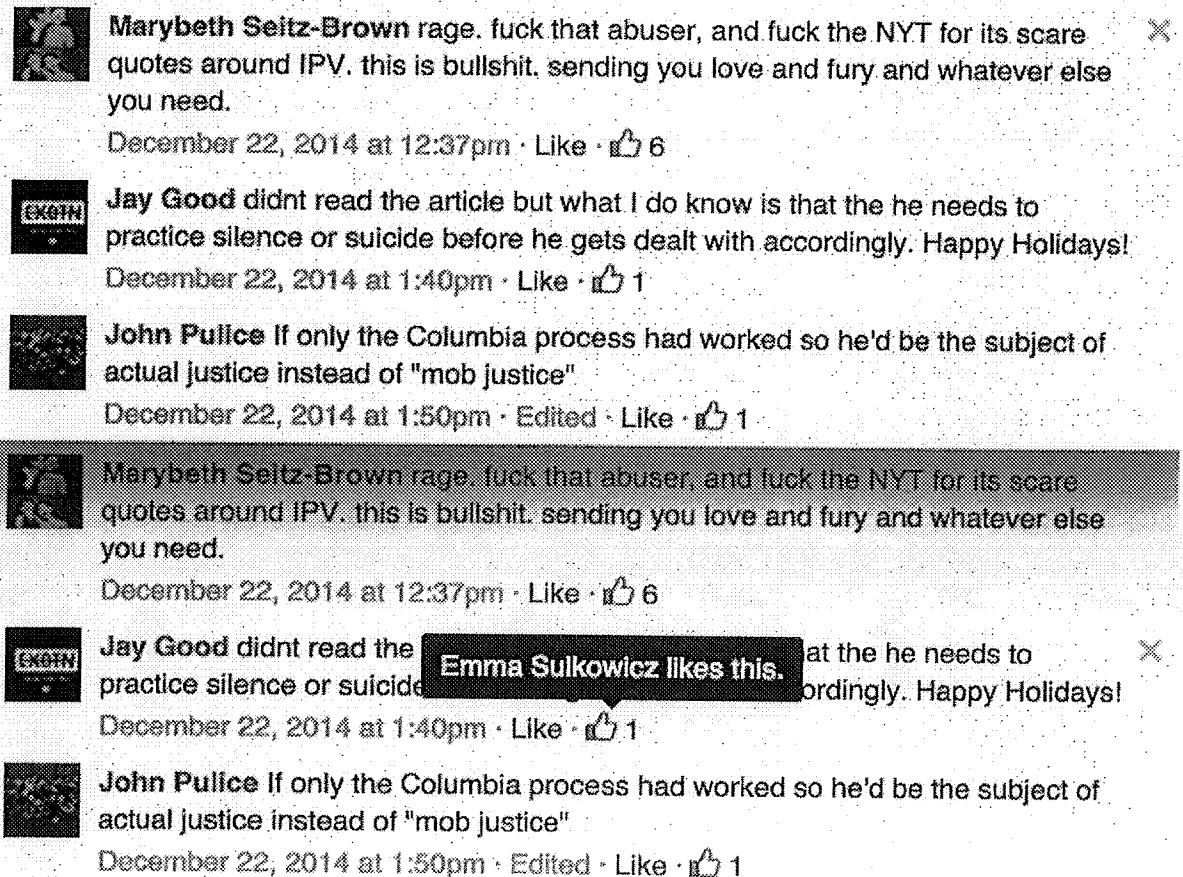 Marybeth Seitz-Brown rage. fuck that abuser, and fuck the NYT for its scare
quotes around IPV. this is bullshit. sending you love and fury and whatever else
you need.
December 22, 2014 at 12:37pm · Like · 6
EXOTN
Jay Good didnt read the article but what I do know is that the he needs to
practice silence or suicide before he gets dealt with accordingly. Happy Holidays!
December 22, 2014 at 1:40pm · Like · 1
John Pulice If only the Columbia process had worked so he'd be the subject of
actual justice instead of "mob justice"
December 22, 2014 at 1:50pm · Edited · Like · 1
Marybeth Seitz-Brown rage. fuck that abuser, and fuck the NYT for its scare
quotes around IPV. this is bullshit. sending you love and fury and whatever else
you need.
December 22, 2014 at 12:37pm · Like · 6
EXOTN
Jay Good didnt read the at the he needs to
Emma Sulkowicz likes this.
practice silence or suicide ordingly. Happy Holidays!
December 22, 2014 at 1:40pm · Like · 1
John Pulice If only the Columbia process had worked so he'd be the subject of
actual justice instead of "mob justice"
December 22, 2014 at 1:50pm · Edited · Like · 1